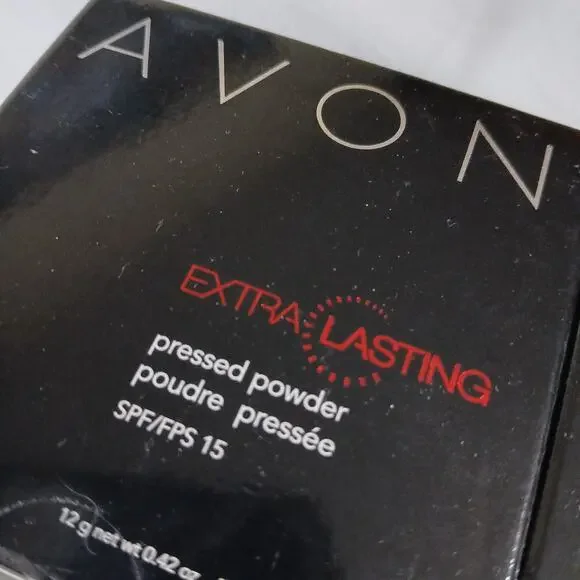 AVON
EXTRA LASTING
pressed powder
poudre pressée
SPF/FPS 15
12 g net wt 0.42 oz